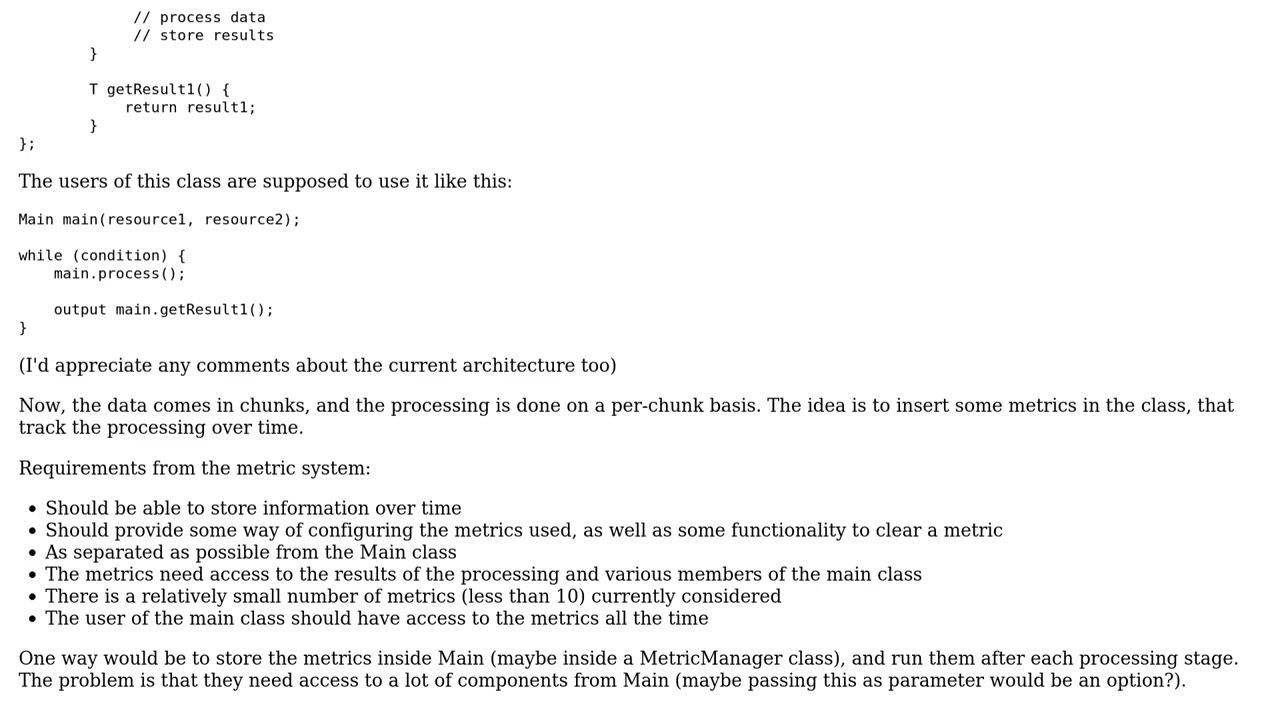 // process data
// store results
}
T getResult1() {
return result1;
}
};
The users of this class are supposed to use it like this:
Main main(resource1, resource2);
while (condition) {
main.process();
output main.getResult1();
}
(I'd appreciate any comments about the current architecture too)
Now, the data comes in chunks, and the processing is done on a per-chunk basis. The idea is to insert some metrics in the class, that
track the processing over time.
Requirements from the metric system:
• Should be able to store information over time
• Should provide some way of configuring the metrics used, as well as some functionality to clear a metric
• As separated as possible from the Main class
• The metrics need access to the results of the processing and various members of the main class
• There is a relatively small number of metrics (less than 10) currently considered
• The user of the main class should have access to the metrics all the time
One way would be to store the metrics inside Main (maybe inside a MetricManager class), and run them after each processing stage.
The problem is that they need access to a lot of components from Main (maybe passing this as parameter would be an option?).